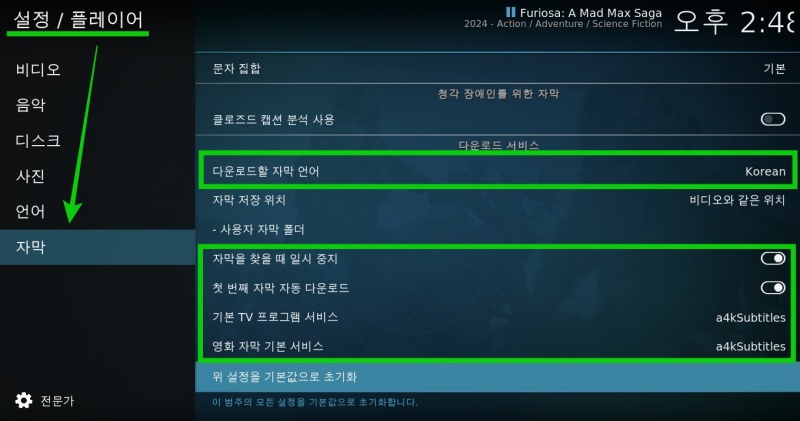 설정 / 플레이어
Furiosa: A Mad Max Saga
2024 - Action / Adventure / Science Fiction
오후 2:48
비디오
음악
디스크
사진
언어
자막
전문가
문자 집합 기본
청각 장애인를 위한 자막
클로즈드 캡션 분석 사용
다운로드 서비스
다운로드할 자막 언어 Korean
자막 저장 위치 비디오와 같은 위치
- 사용자 자막 폴더
자막을 찾을 때 일시 중지
첫 번째 자막 자동 다운로드
기본 TV 프로그램 서비스 a4kSubtitles
영화 자막 기본 서비스 a4kSubtitles
위 설정을 기본값으로 초기화
이 범주의 모든 설정을 기본값으로 초기화합니다.